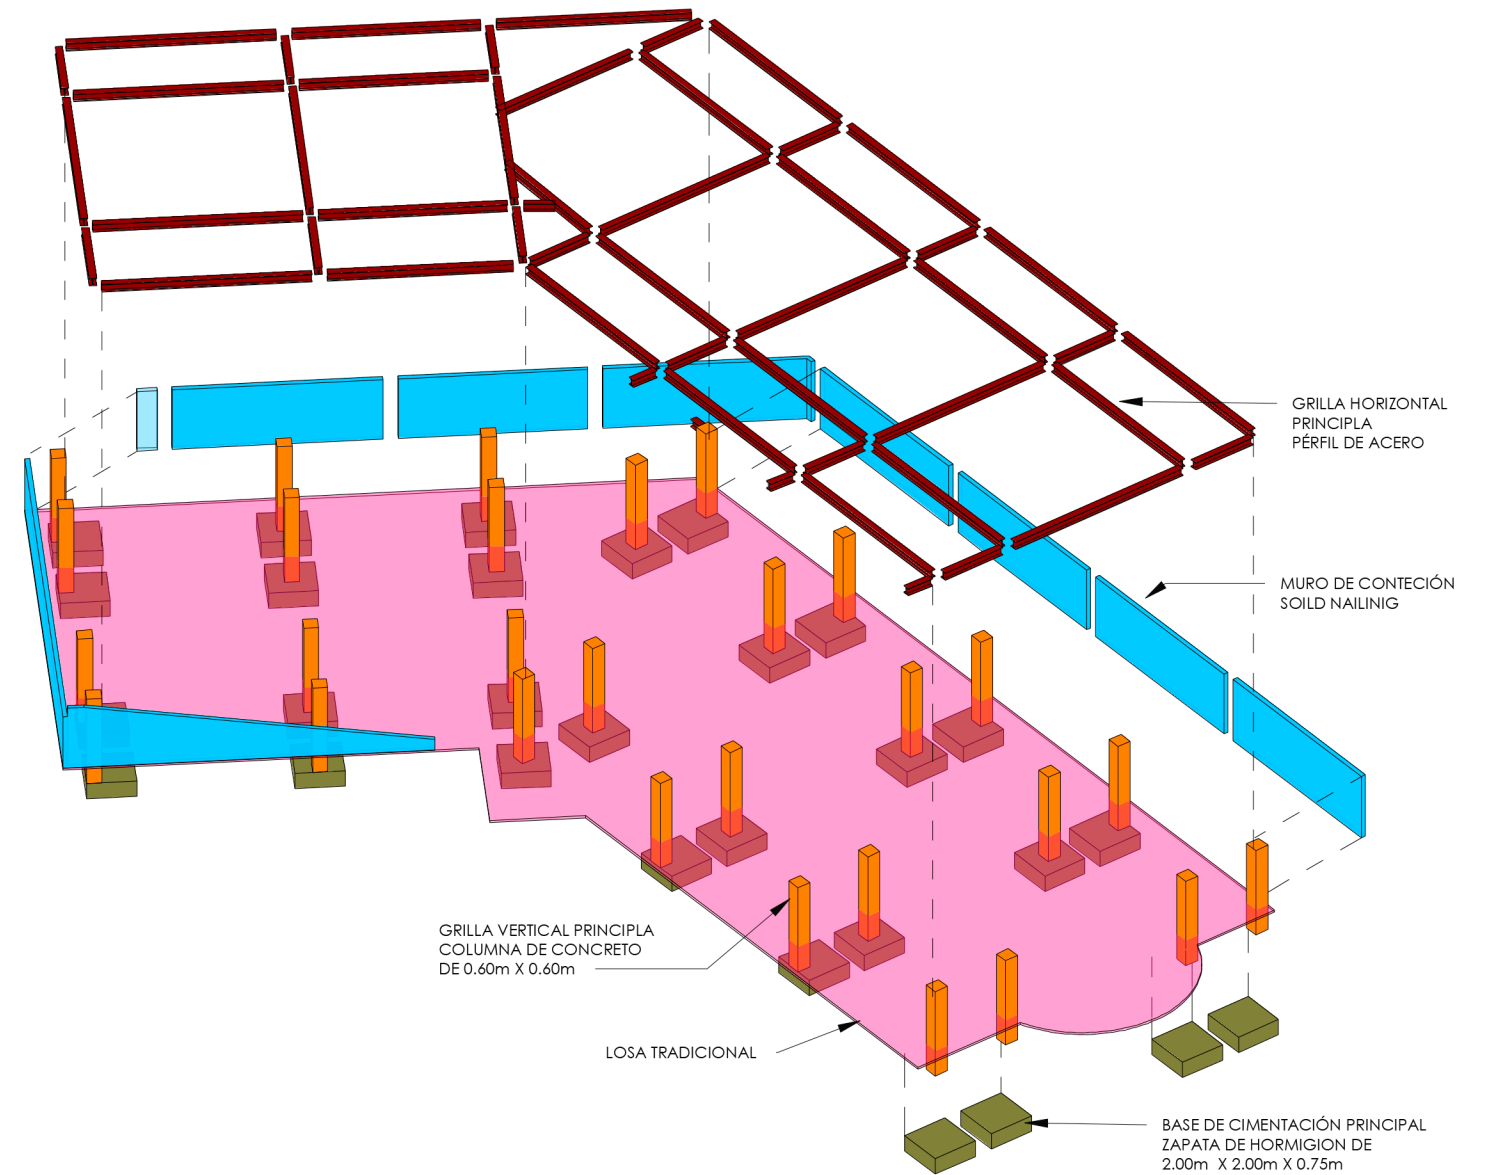 GRILLA HORIZONTAL
PRINCIPLA
PÉRFIL DE ACERO
MURO DE CONTECIÓN
SOILD NAILINIG
GRILLA VERTICAL PRINCIPLA
COLUMNA DE CONCRETO
DE 0.60m X 0.60m
LOSA TRADICIONAL
BASE DE CIMENTACIÓN PRINCIPAL
ZAPATA DE HORMIGION DE
2.00m X 2.00m X 0.75m